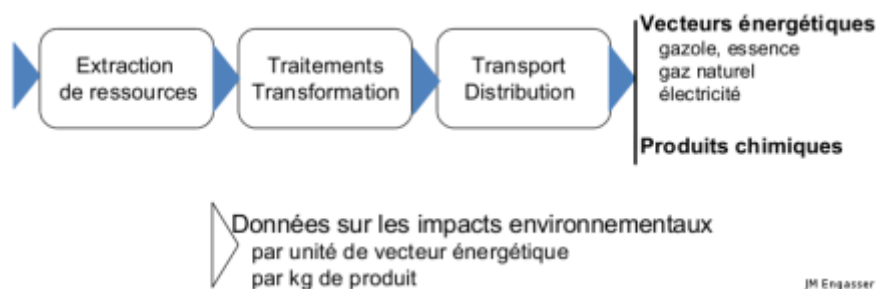 Extraction
de ressources
Traitements
Transformation
Transport
Distribution
Vecteurs énergétiques
gazole, essence
gaz naturel
électricité
Produits chimiques
Données sur les impacts environnementaux
par unité de vecteur énergétique
par kg de produit
JM Engasser